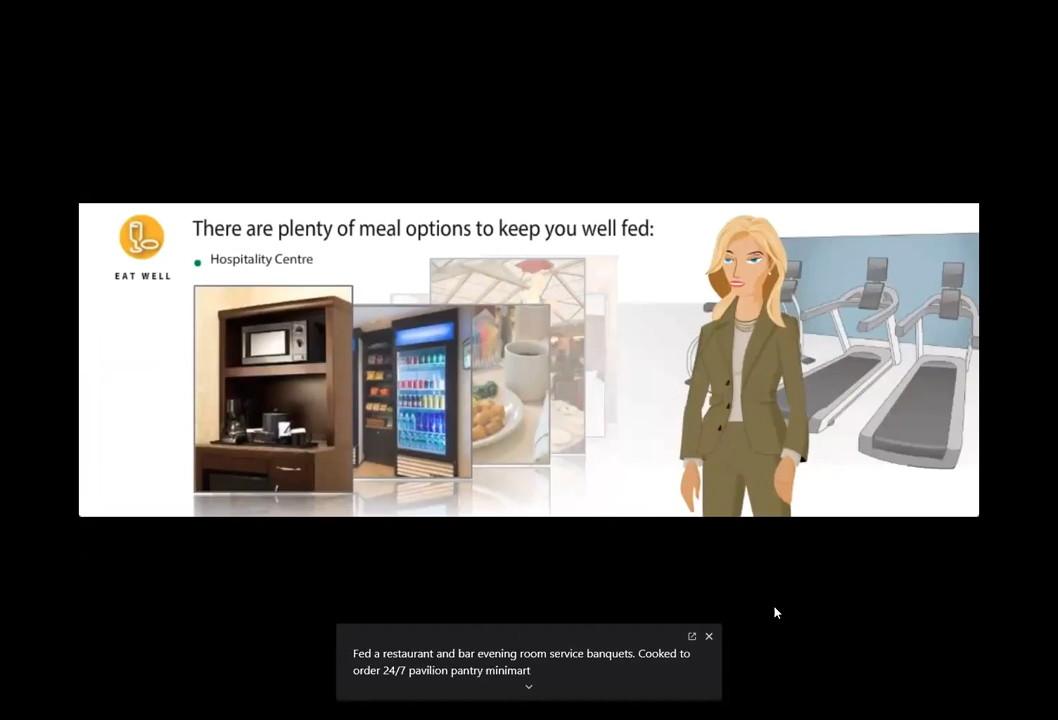 There are plenty of meal options to keep you well fed:
EAT WELL
Hospitality Centre
Fed a restaurant and bar evening room service banquets. Cooked to
order 24/7 pavilion pantry minimart